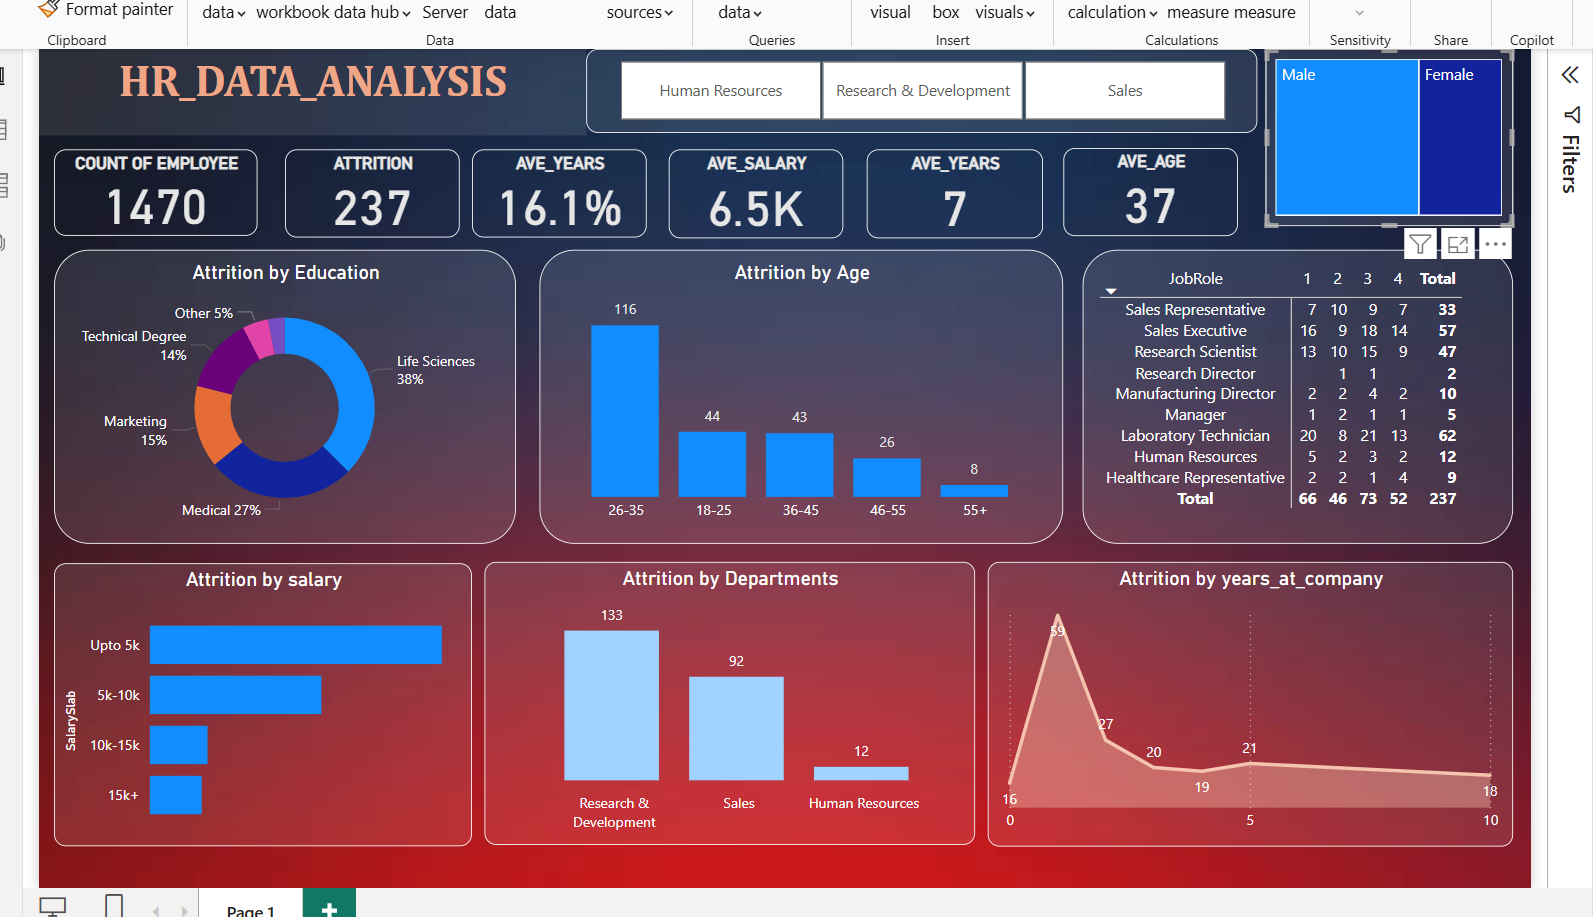 Format painter
data
workbook data hub
Server
data
sources
data
visual
box
visuals
calculation
measure measure
Clipboard
Data
Queries
Insert
Calculations
Sensitivity
Share
Copilot
HR_DATA_ANALYSIS
Human Resources
Research & Development
Sales
Male
Female
Filters
COUNT OF EMPLOYEE
1470
ATTRITION
237
AVE_YEARS
16.1%
AVE_SALARY
6.5K
AVE_YEARS
7
AVE_AGE
37
Attrition by Education
Other 5%
Technical Degree
14%
Life Sciences
38%
Marketing
15%
Medical 27%
Attrition by Age
116
44
43
26
8
26-35
18-25
36-45
46-55
55+
JobRole 1 2 3 4 Total
Sales Representative 7 10 9 7 33
Sales Executive 16 9 18 14 57
Research Scientist 13 10 15 9 47
Research Director 1 1 2
Manufacturing Director 2 2 4 2 10
Manager 1 2 1 1 5
Laboratory Technician 20 8 21 13 62
Human Resources 5 2 3 2 12
Healthcare Representative 2 2 1 4 9
Total 66 46 73 52 237
Attrition by salary
SalarySlab
Upto 5k
5k-10k
10k-15k
15k+
Attrition by Departments
133
92
12
Research &
Development
Sales
Human Resources
Attrition by years_at_company
59
27
20
21
19
16
18
0
5
10
Page 1